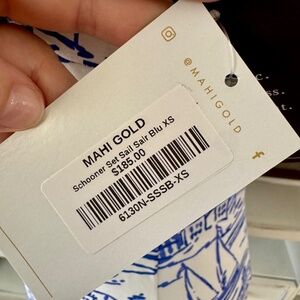 @MAHIGOLD
MAHI GOLD
Schooner Set Sail Sair Blu XS
$185.00
6130N-SSSB-XS